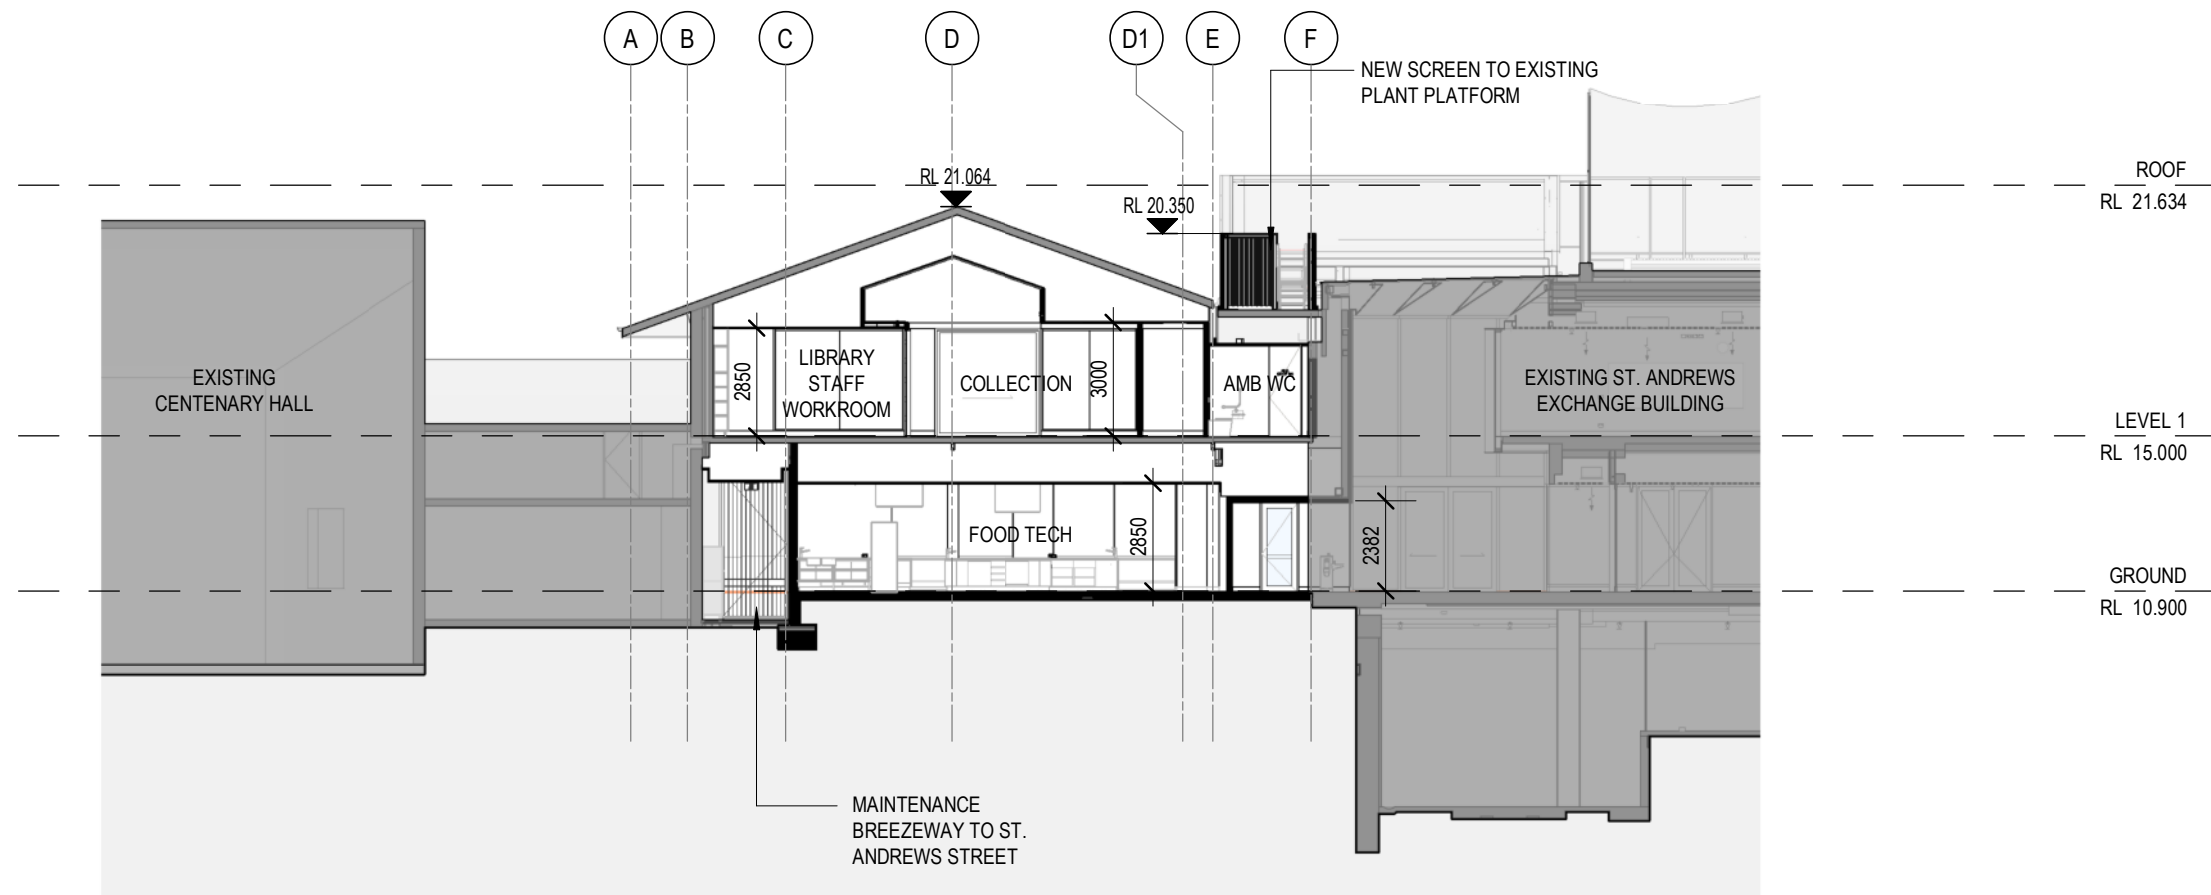 A
B
C
D
D1
E
F
NEW SCREEN TO EXISTING
PLANT PLATFORM
ROOF
RL 21.634
RL 21.064
RL 20.350
EXISTING
CENTENARY HALL
2850
LIBRARY
STAFF
WORKROOM
COLLECTION
3000
AMB WC
EXISTING ST. ANDREWS
EXCHANGE BUILDING
LEVEL 1
RL 15.000
FOOD TECH
2850
2382
GROUND
RL 10.900
MAINTENANCE
BREEZEWAY TO ST.
ANDREWS STREET